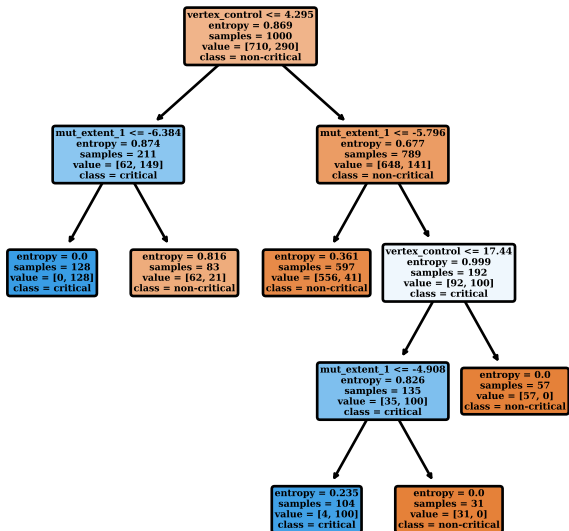 vertex_control <= 4.295
entropy = 0.869
samples = 1000
value = [710, 290]
class = non-critical
mut_extent_1 <= -6.384
entropy = 0.874
samples = 211
value = [62, 149]
class = critical
mut_extent_1 <= -5.796
entropy = 0.677
samples = 789
value = [648, 141]
class = non-critical
entropy = 0.0
samples = 128
value = [0, 128]
class = critical
entropy = 0.816
samples = 83
value = [62, 21]
class = non-critical
entropy = 0.361
samples = 597
value = [556, 41]
class = non-critical
vertex_control <= 17.44
entropy = 0.999
samples = 192
value = [92, 100]
class = critical
mut_extent_1 <= -4.908
entropy = 0.826
samples = 135
value = [35, 100]
class = critical
entropy = 0.0
samples = 57
value = [57, 0]
class = non-critical
entropy = 0.235
samples = 104
value = [4, 100]
class = critical
entropy = 0.0
samples = 31
value = [31, 0]
class = non-critical